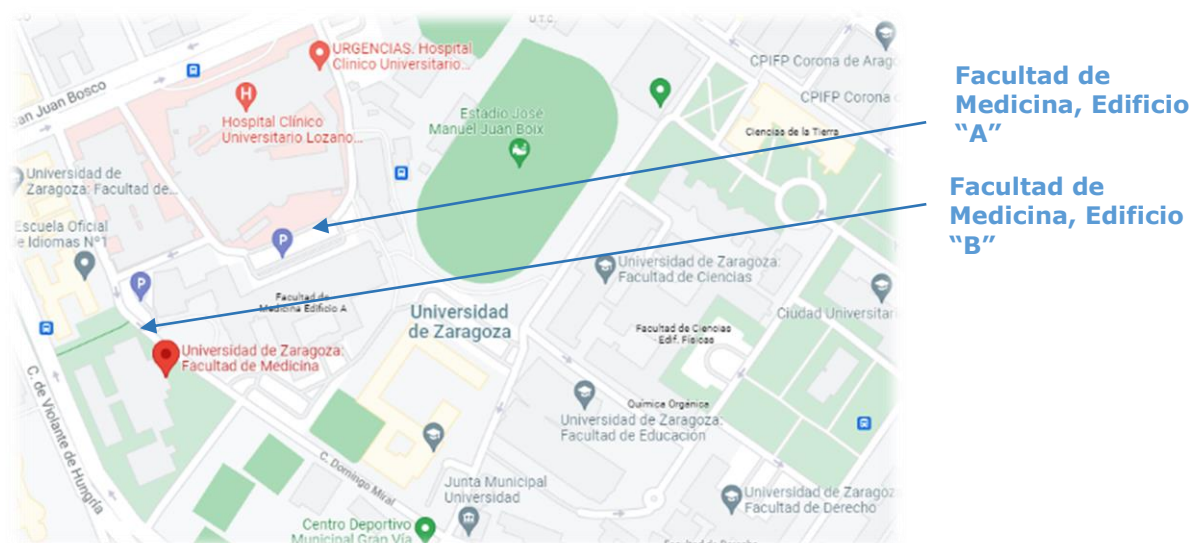 U.T.C.
URGENCIAS. Hospital
Clínico Universitario...
CPIFP Corona de Arag
San Juan Bosco
CPIFP Corona
Hospital Clínico
Universitario Lozano...
Estadio José
Manuel Juan Boix
Ciencias de la Tierra
Facultad de
Medicina, Edificio
“A”
Universidad de
Zaragoza: Facultad de...
Facultad de
Medicina, Edificio
“B”
Escuela Oficial
e Idiomas Nº1
P
P
H
Universidad de Zaragoza:
Facultad de Ciencias
Facultad de
Medicina Edificio A
Universidad
de Zaragoza
Ciudad Universitari
Facultad de Ciencias
Edif. Físicas
Universidad de Zaragoza:
Facultad de Medicina
C. de Violante de Hungría
Química Orgánica
Universidad de Zaragoza:
Facultad de Educación
C. Domingo Miral
Junta Municipal
Universidad
Universidad de Zaragoz
Facultad de Derecho
Centro Deportivo
Municipal Gran Vía
Facultad de Derecho